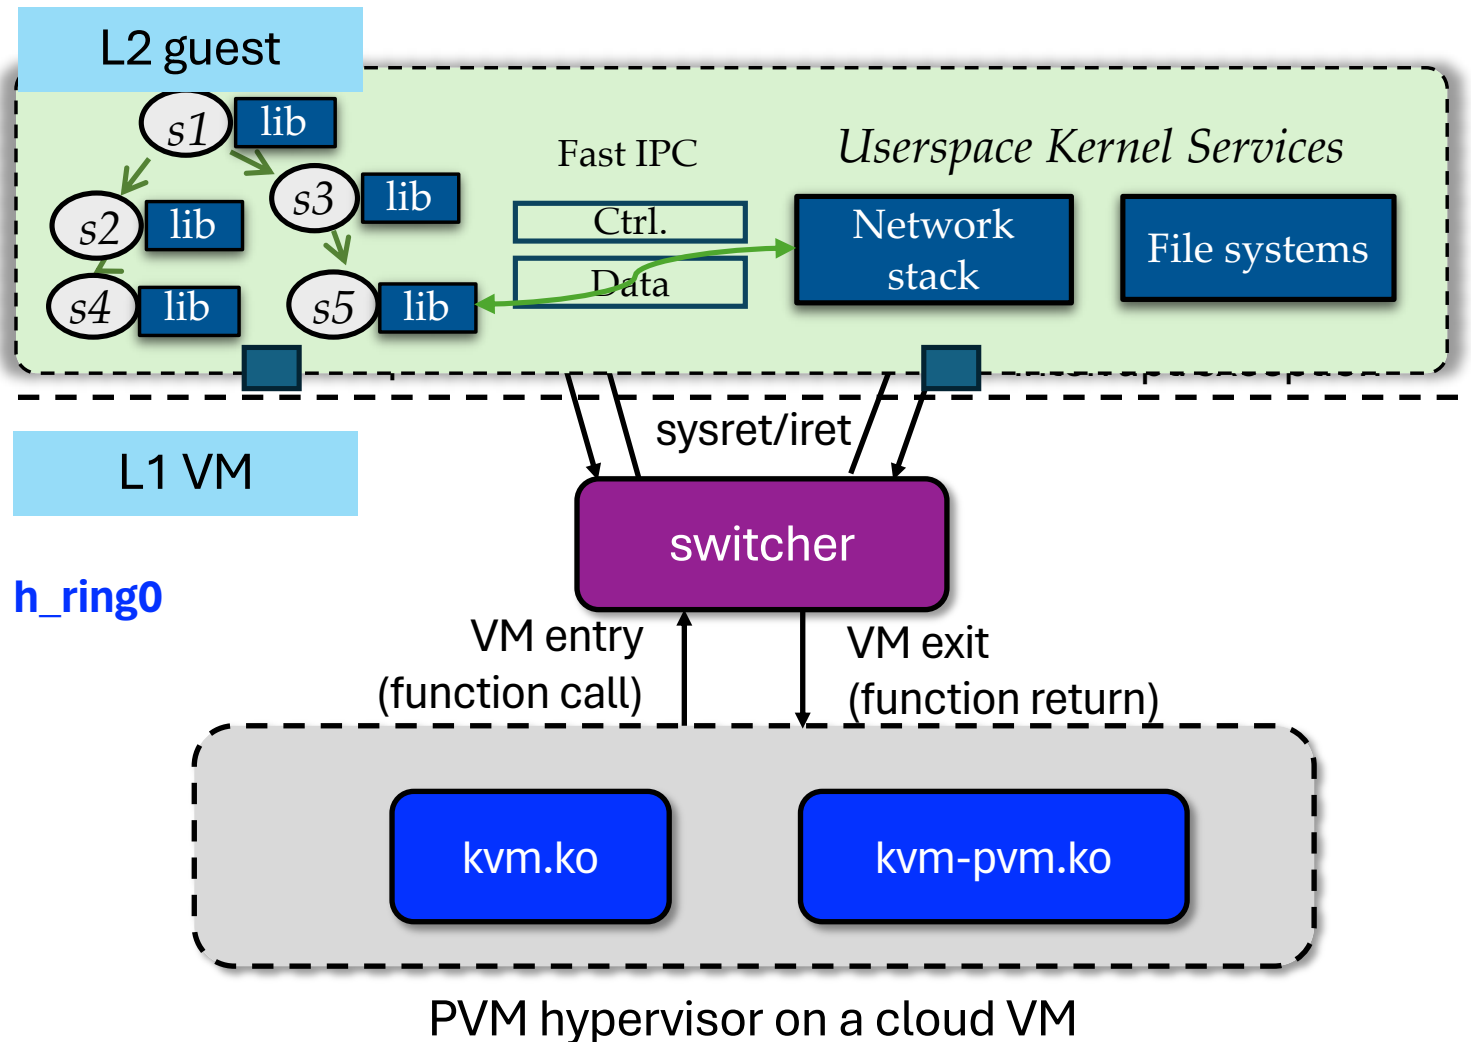 L2 guest
s1
lib
Fast IPC
Userspace Kernel Services
s3
lib
s2
lib
Ctrl.
Network
stack
File systems
Data
s4
lib
s5
lib
sysret/iret
L1 VM
switcher
h_ring0
VM entry
(function call)
VM exit
(function return)
kvm.ko
kvm-pvm.ko
PVM hypervisor on a cloud VM